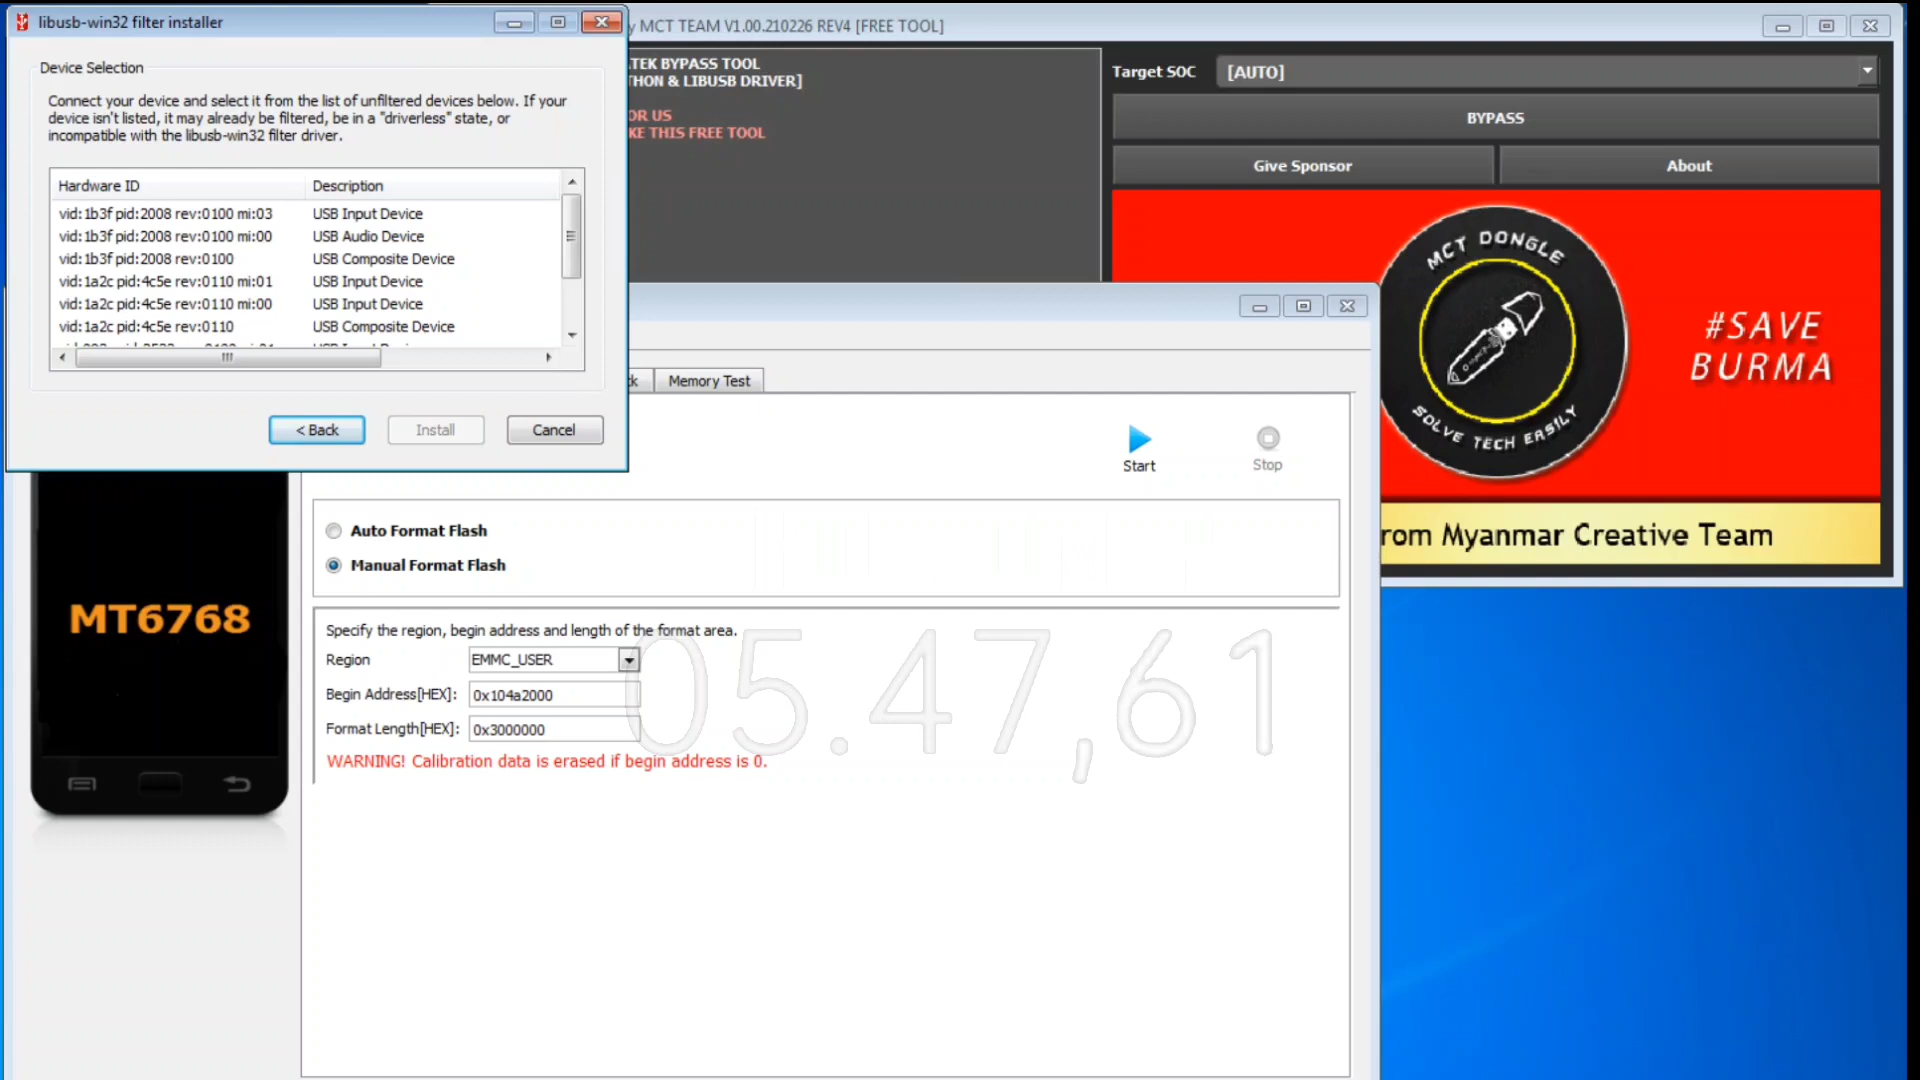 libusb-win32 filter installer
Device Selection
Connect your device and select it from the list of unfiltered devices below. If your
device isn't listed, it may already be filtered, be in a "driverless" state, or
incompatible with the libusb-win32 filter driver.
Hardware ID Description
vid:1b3f pid:2008 rev:0100 mi:03 USB Input Device
vid:1b3f pid:2008 rev:0100 mi:00 USB Audio Device
vid:1b3f pid:2008 rev:0100 USB Composite Device
vid:1a2c pid:4c5e rev:0110 mi:01 USB Input Device
vid:1a2c pid:4c5e rev:0110 mi:00 USB Input Device
vid:1a2c pid:4c5e rev:0110 USB Composite Device
< Back Install Cancel
MCT TEAM V1.00.210226 REV4 [FREE TOOL]
TEK BYPASS TOOL
THON & LIBUSB DRIVER]
OR US
KE THIS FREE TOOL
Target SOC [AUTO]
BYPASS
Give Sponsor About
MCT DONGLE
SOLVE TECH EASILY
#SAVE
BURMA
rom Myanmar Creative Team
Memory Test
Start Stop
Auto Format Flash
Manual Format Flash
MT6768
Specify the region, begin address and length of the format area.
Region EMMC_USER
Begin Address[HEX]: 0x104a2000
Format Length[HEX]: 0x3000000
WARNING! Calibration data is erased if begin address is 0.
05.47,61